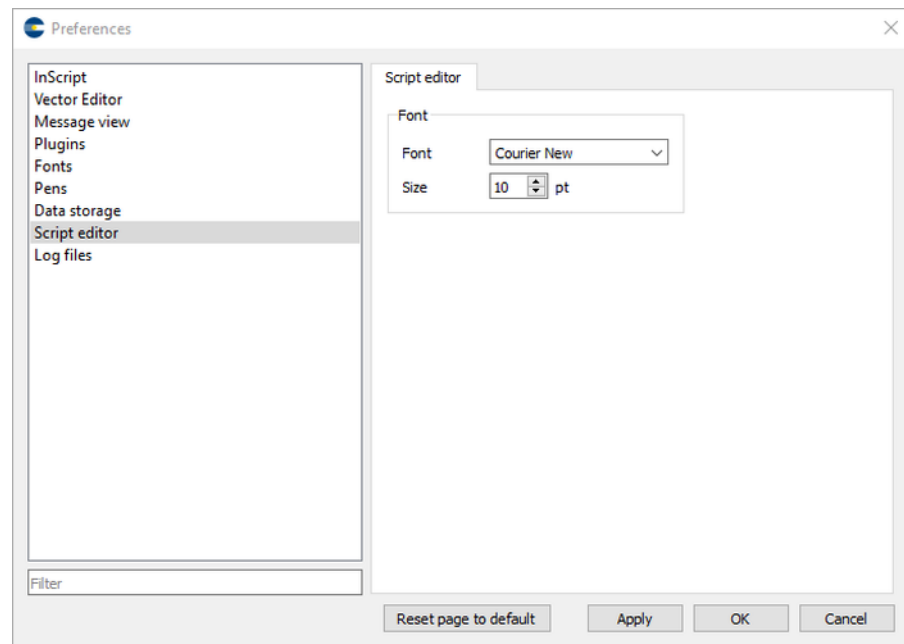 Preferences
InScript
Vector Editor
Message view
Plugins
Fonts
Pens
Data storage
Script editor
Log files
Filter
Script editor
Font
Font Courier New
Size 10 pt
Reset page to default Apply OK Cancel